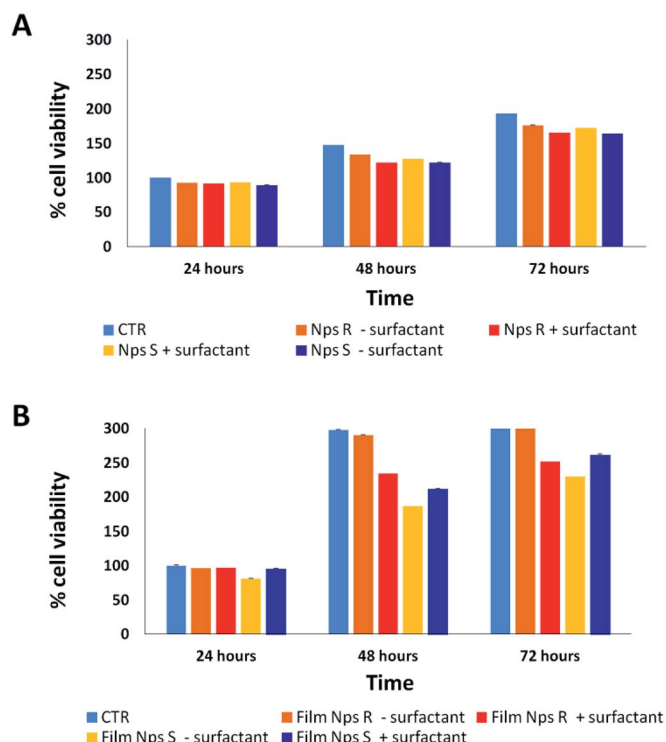 A
300
250
200
150
100
50
0
% cell viability
24 hours 48 hours 72 hours
Time
CTR Nps R - surfactant Nps R + surfactant
Nps S + surfactant Nps S - surfactant
B
300
250
200
150
100
50
0
% cell viability
24 hours 48 hours 72 hours
Time
CTR Film Nps R - surfactant Film Nps R + surfactant
Film Nps S - surfactant Film Nps S + surfactant